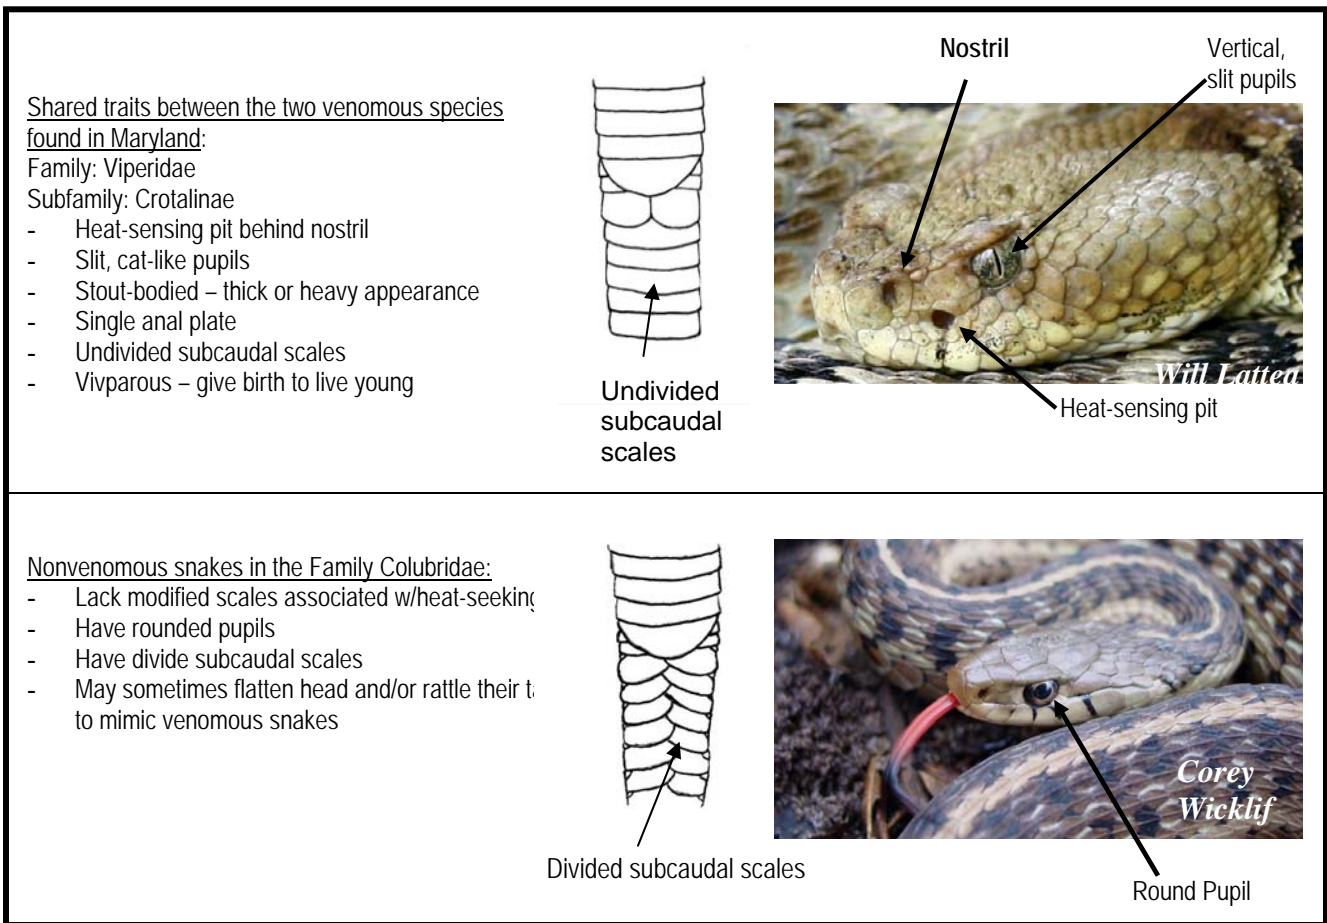 Shared traits between the two venomous species
found in Maryland:
Family: Viperidae
Subfamily: Crotalinae
- Heat-sensing pit behind nostril
- Slit, cat-like pupils
- Stout-bodied – thick or heavy appearance
- Single anal plate
- Undivided subcaudal scales
- Vivparous – give birth to live young
Undivided
subcaudal
scales
Nostril
Vertical,
slit pupils
Will Lattea
Heat-sensing pit
Nonvenomous snakes in the Family Colubridae:
- Lack modified scales associated w/heat-seeking
- Have rounded pupils
- Have divide subcaudal scales
- May sometimes flatten head and/or rattle their
to mimic venomous snakes
Divided subcaudal scales
Corey
Wicklif
Round Pupil